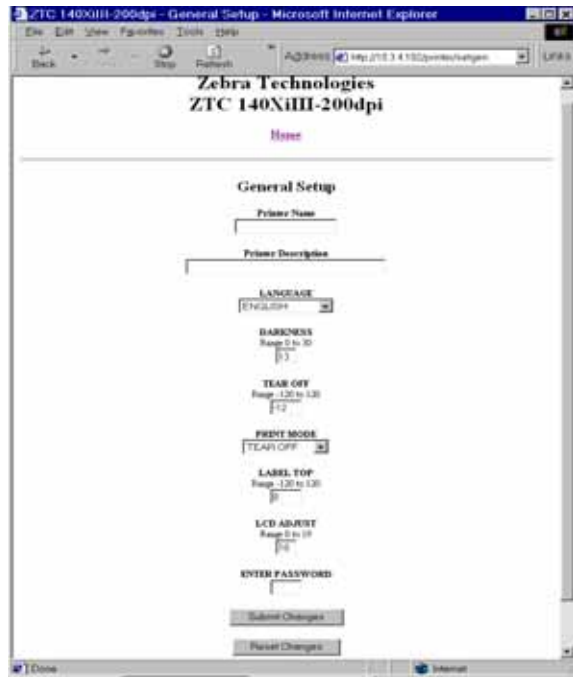 ZTC 140XiIII-200dpi - General Setup - Microsoft Internet Explorer
File Edit View Favorites Tools Help
Back Stop Refresh Address Links
Zebra Technologies
ZTC 140XiIII-200dpi
Home
General Setup
Printer Name
Printer Description
LANGUAGE
ENGLISH
DARKNESS
Range 0 to 30
TEAR OFF
Range -120 to 120
-12
PRINT MODE
TEAR OFF
LABEL TOP
Range -120 to 120
0
LCD ADJUST
Range 0 to 19
ENTER PASSWORD
Submit Changes
Reset Changes
Done Internet